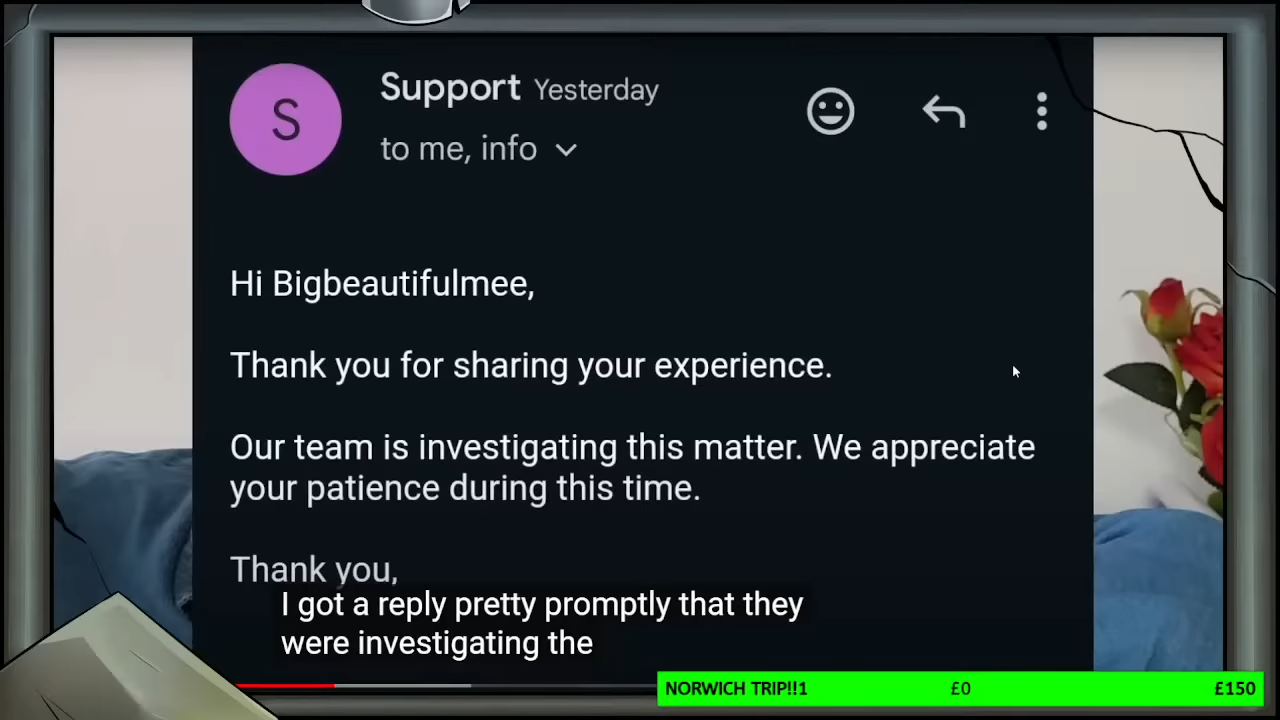 S
Support Yesterday
to me, info
Hi Bigbeautifulmee,
Thank you for sharing your experience.
Our team is investigating this matter. We appreciate
your patience during this time.
Thank you,
I got a reply pretty promptly that they
were investigating the
NORWICH TRIP!!1 £0 £150